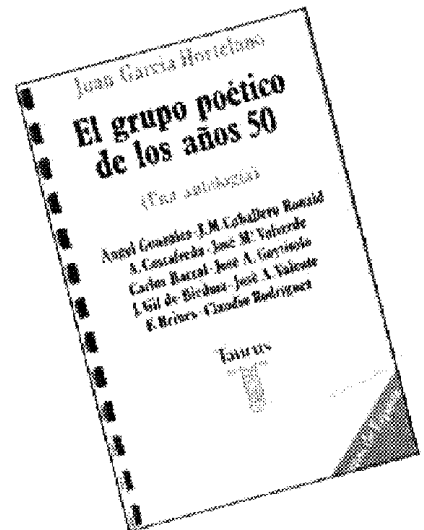 Juan García Hortelano
El grupo poético
de los años 50
(Una antología)
Angel González-J.M. Caballero Bonald
A. Costafreda-José Mª Valverde
Carlos Barral-José A. Goytisolo
J. Gil de Biedma-José A. Valente
F. Brines-Claudio Rodríguez
Taurus